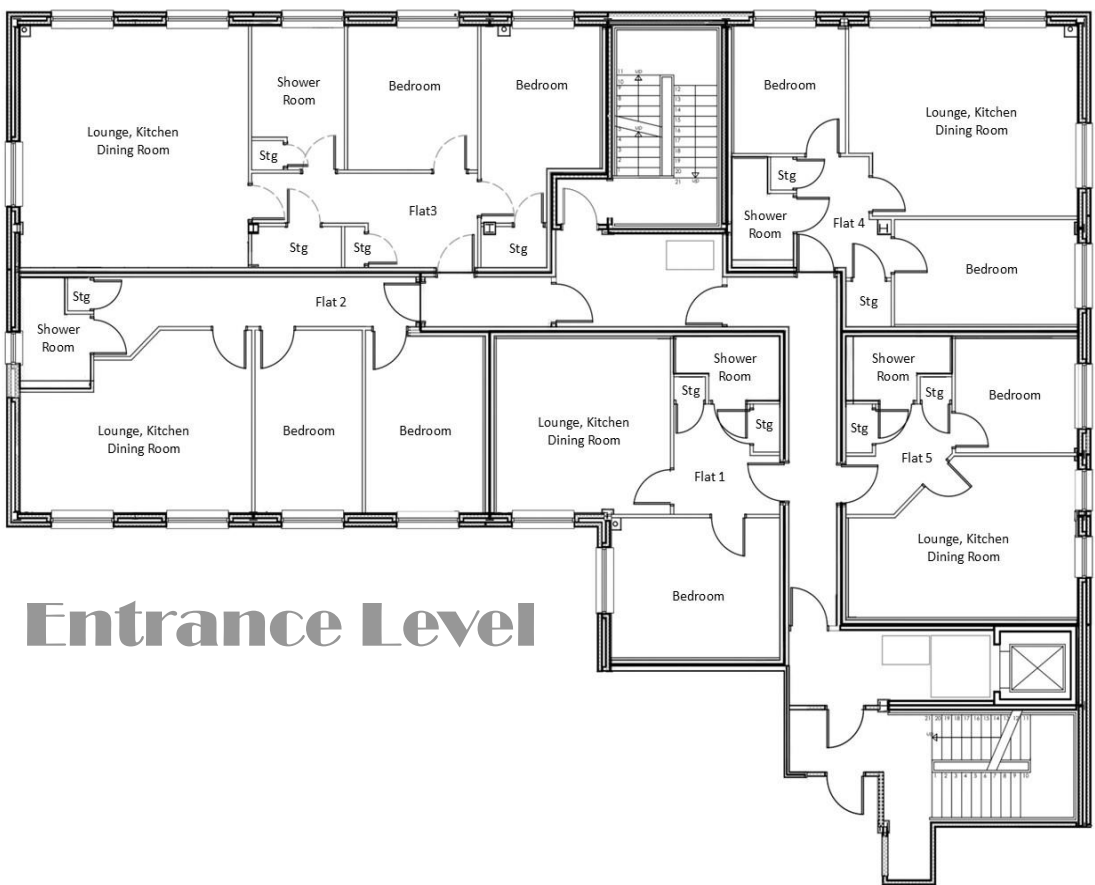 Shower
Room
Bedroom
Bedroom
Bedroom
Lounge, Kitchen
Dining Room
Lounge, Kitchen
Dining Room
Stg
Stg
Flat3
Shower
Room
Flat 4
Stg
Stg
Stg
Bedroom
Stg
Flat 2
Stg
Shower
Room
Shower
Room
Shower
Room
Stg
Stg
Bedroom
Lounge, Kitchen
Dining Room
Bedroom
Bedroom
Lounge, Kitchen
Dining Room
Stg
Stg
Flat 1
Flat 5
Lounge, Kitchen
Dining Room
Bedroom
Entrance Level